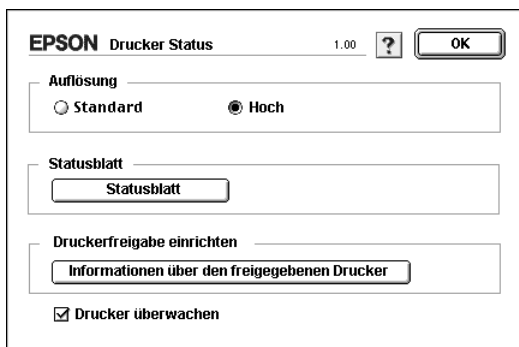 EPSON Drucker Status 1.00 ? OK
Auflösung
Standard Hoch
Statusblatt
Statusblatt
Druckerfreigabe einrichten
Informationen über den freigegebenen Drucker
Drucker überwachen